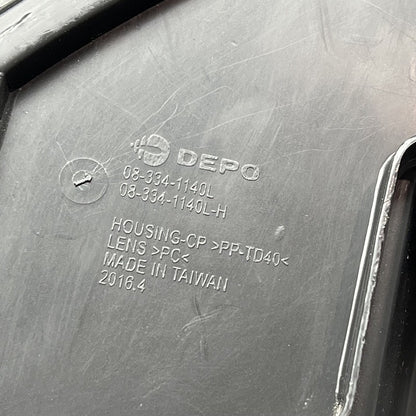 DEPO
08-334-1140L
08-334-1140L-H
HOUSING-CP >PP-TD40<
LENS >PC<
MADE IN TAIWAN
2016.4